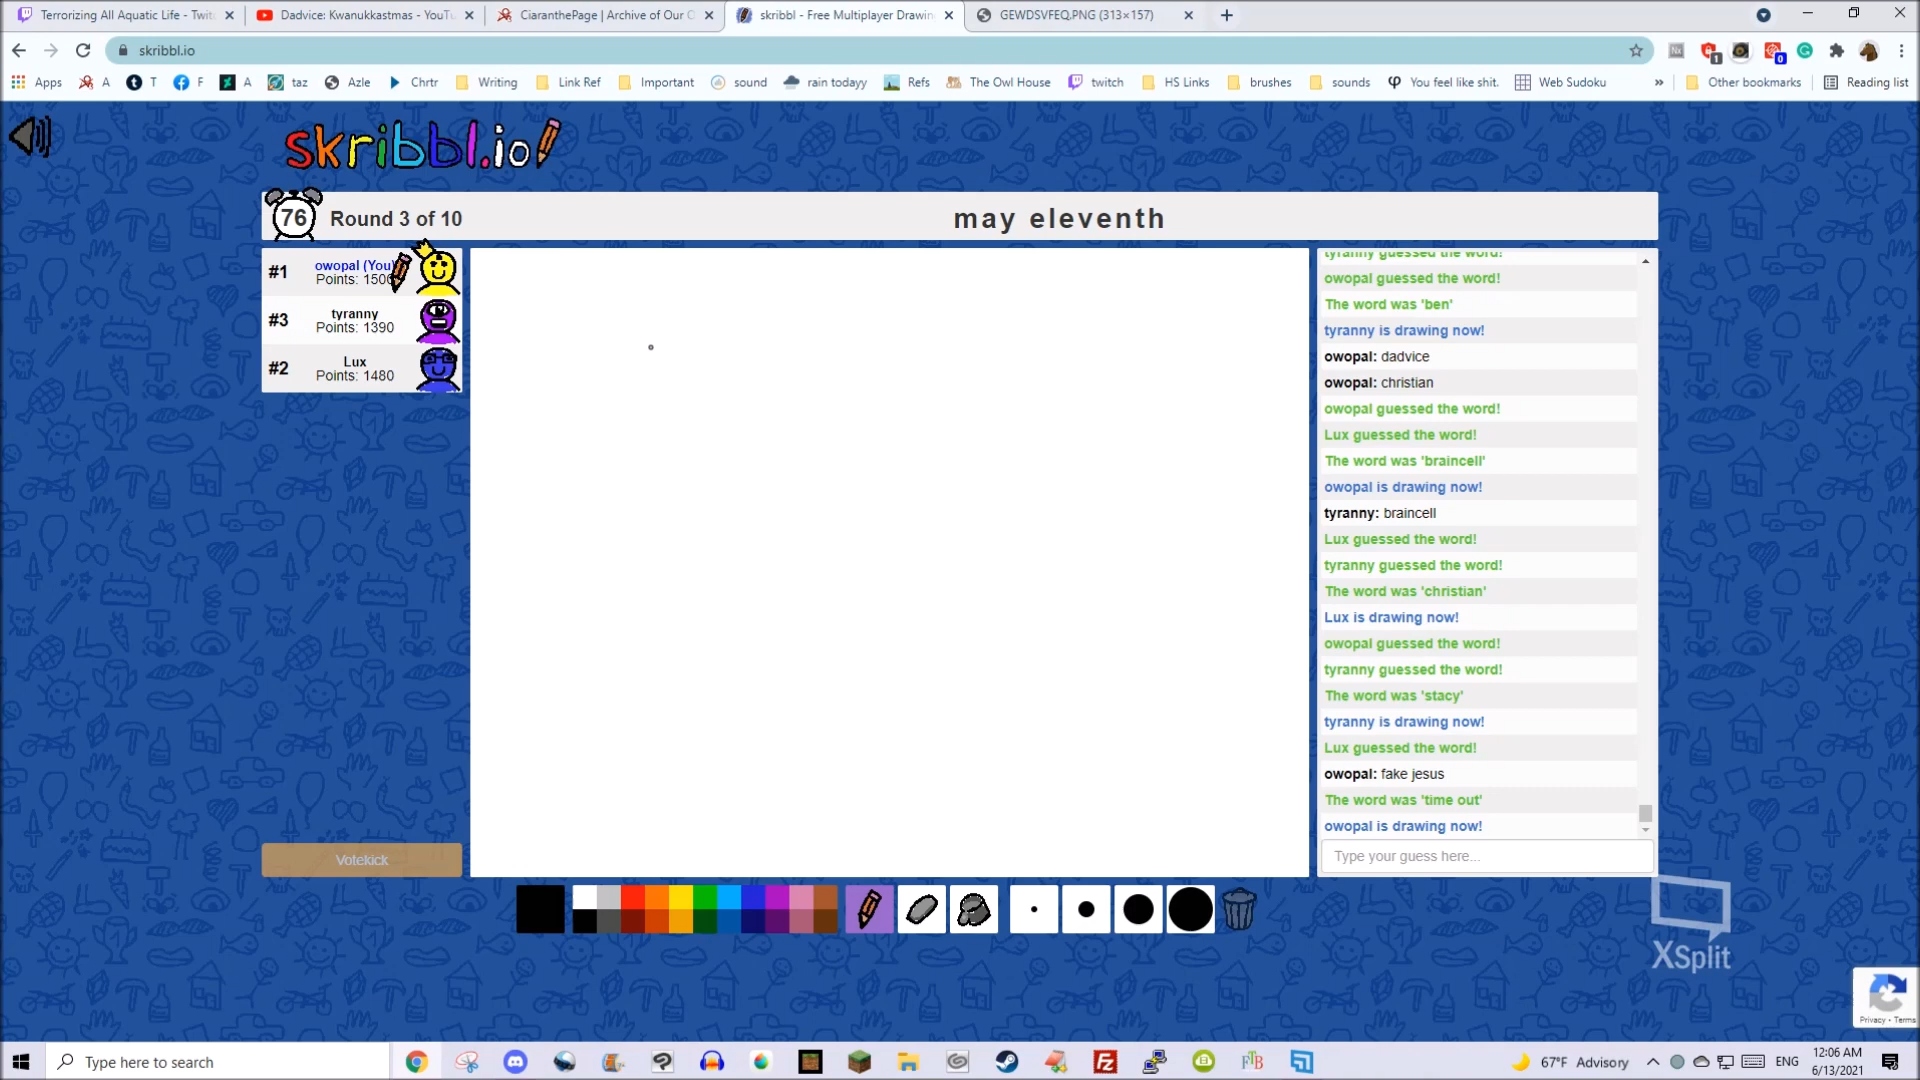 Terrorizing All Aquatic Life - Twit
Dadvice: Kwanukkastmas - YouTu
CiaranthePage | Archive of Our O
skribbl - Free Multiplayer Drawin
GEWDSVFEQ.PNG (313×157)
skribbl.io
Apps
A
T
F
A
taz
Azle
Chrtr
Writing
Link Ref
Important
sound
rain todayy
Refs
The Owl House
twitch
HS Links
brushes
sounds
You feel like shit.
Web Sudoku
»
Other bookmarks
Reading list
skribbl.io
76
Round 3 of 10
may eleventh
#1
owopal (You)
Points: 1500
#3
tyranny
Points: 1390
#2
Lux
Points: 1480
Votekick
tyranny guessed the word!
owopal guessed the word!
The word was 'ben'
tyranny is drawing now!
owopal: dadvice
owopal: christian
owopal guessed the word!
Lux guessed the word!
The word was 'braincell'
owopal is drawing now!
tyranny: braincell
Lux guessed the word!
tyranny guessed the word!
The word was 'christian'
Lux is drawing now!
owopal guessed the word!
tyranny guessed the word!
The word was 'stacy'
tyranny is drawing now!
Lux guessed the word!
owopal: fake jesus
The word was 'time out'
owopal is drawing now!
Type your guess here...
XSplit
Privacy - Terms
Type here to search
67°F Advisory
ENG
12:06 AM
6/13/2021